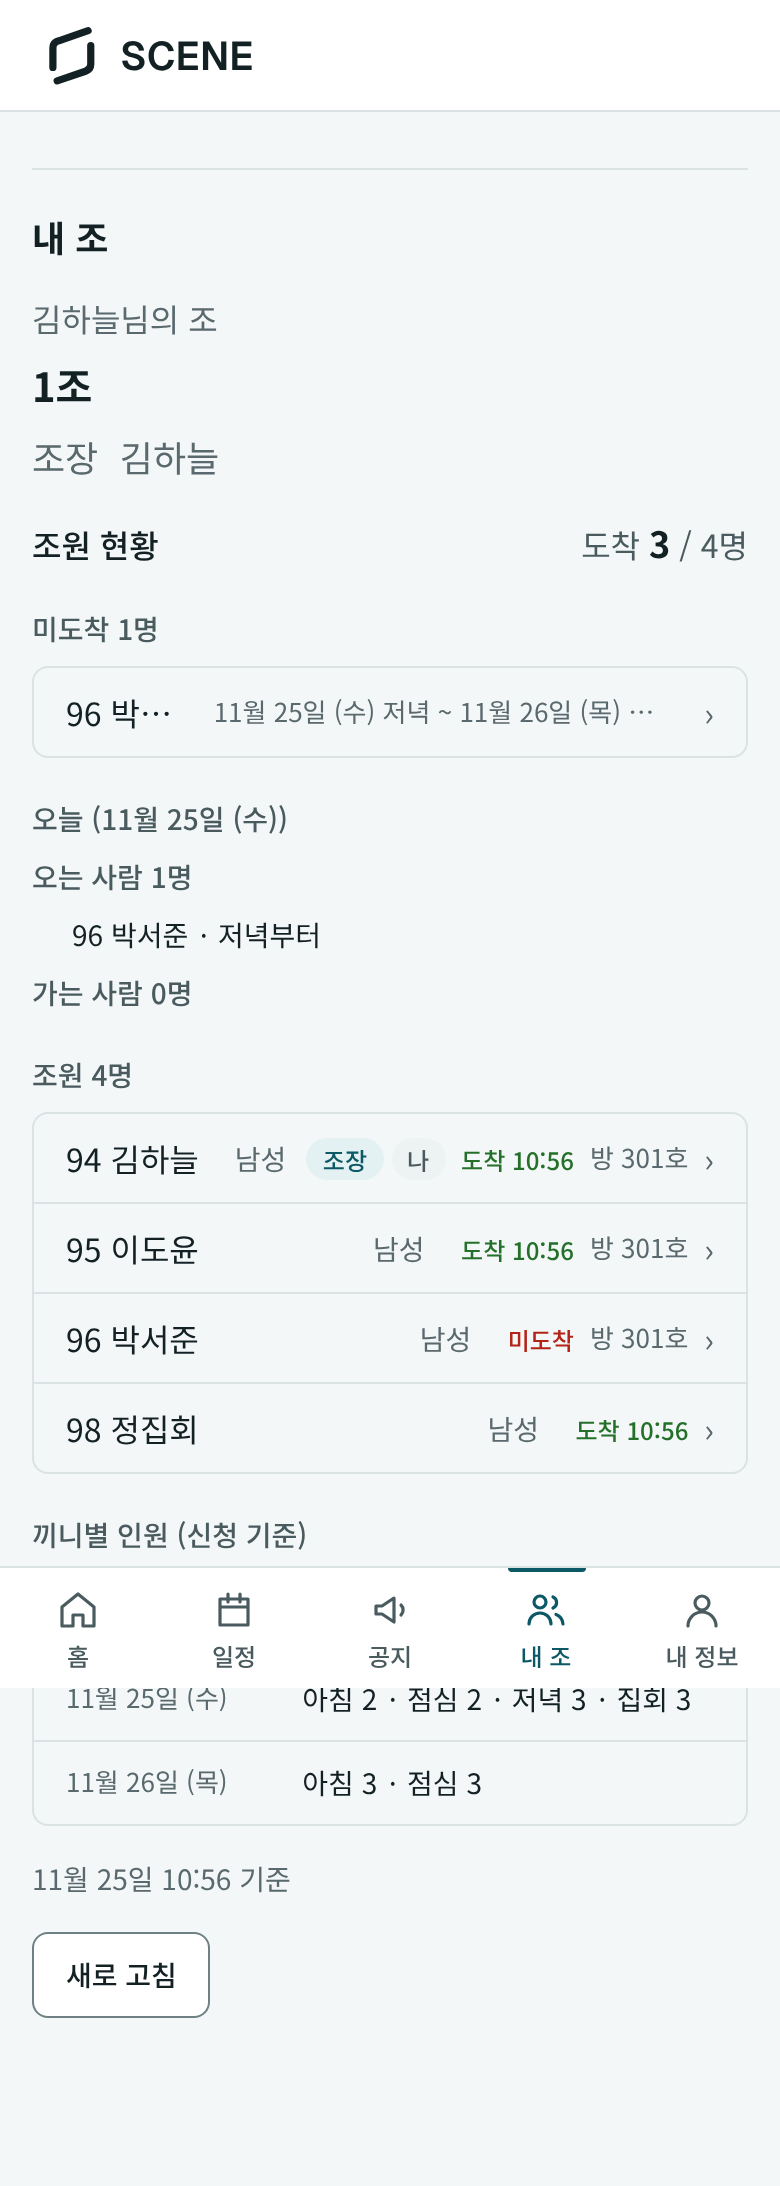 SCENE
내 조
김하늘님의 조
1조
조장 김하늘
조원 현황 도착 3 / 4명
미도착 1명
96 박… 11월 25일 (수) 저녁 ~ 11월 26일 (목) … ›
오늘 (11월 25일 (수))
오는 사람 1명
96 박서준 · 저녁부터
가는 사람 0명
조원 4명
94 김하늘 남성 조장 나 도착 10:56 방 301호 ›
95 이도윤 남성 도착 10:56 방 301호 ›
96 박서준 남성 미도착 방 301호 ›
98 정집회 남성 도착 10:56 ›
끼니별 인원 (신청 기준)
홈 일정 공지 내 조 내 정보
11월 25일 (수) 아침 2 · 점심 2 · 저녁 3 · 집회 3
11월 26일 (목) 아침 3 · 점심 3
11월 25일 10:56 기준
새로 고침